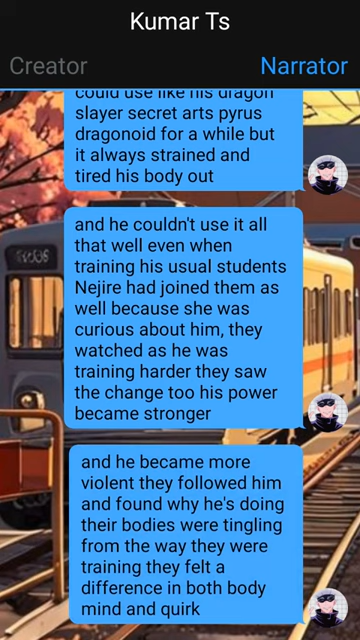 Kumar Ts
Creator
Narrator
could use like his dragon
slayer secret arts pyrus
dragonoid for a while but
it always strained and
tired his body out
and he couldn't use it all
that well even when
training his usual students
Nejire had joined them as
well because she was
curious about him, they
watched as he was
training harder they saw
the change too his power
became stronger
and he became more
violent they followed him
and found why he's doing
their bodies were tingling
from the way they were
training they felt a
difference in both body
mind and quirk